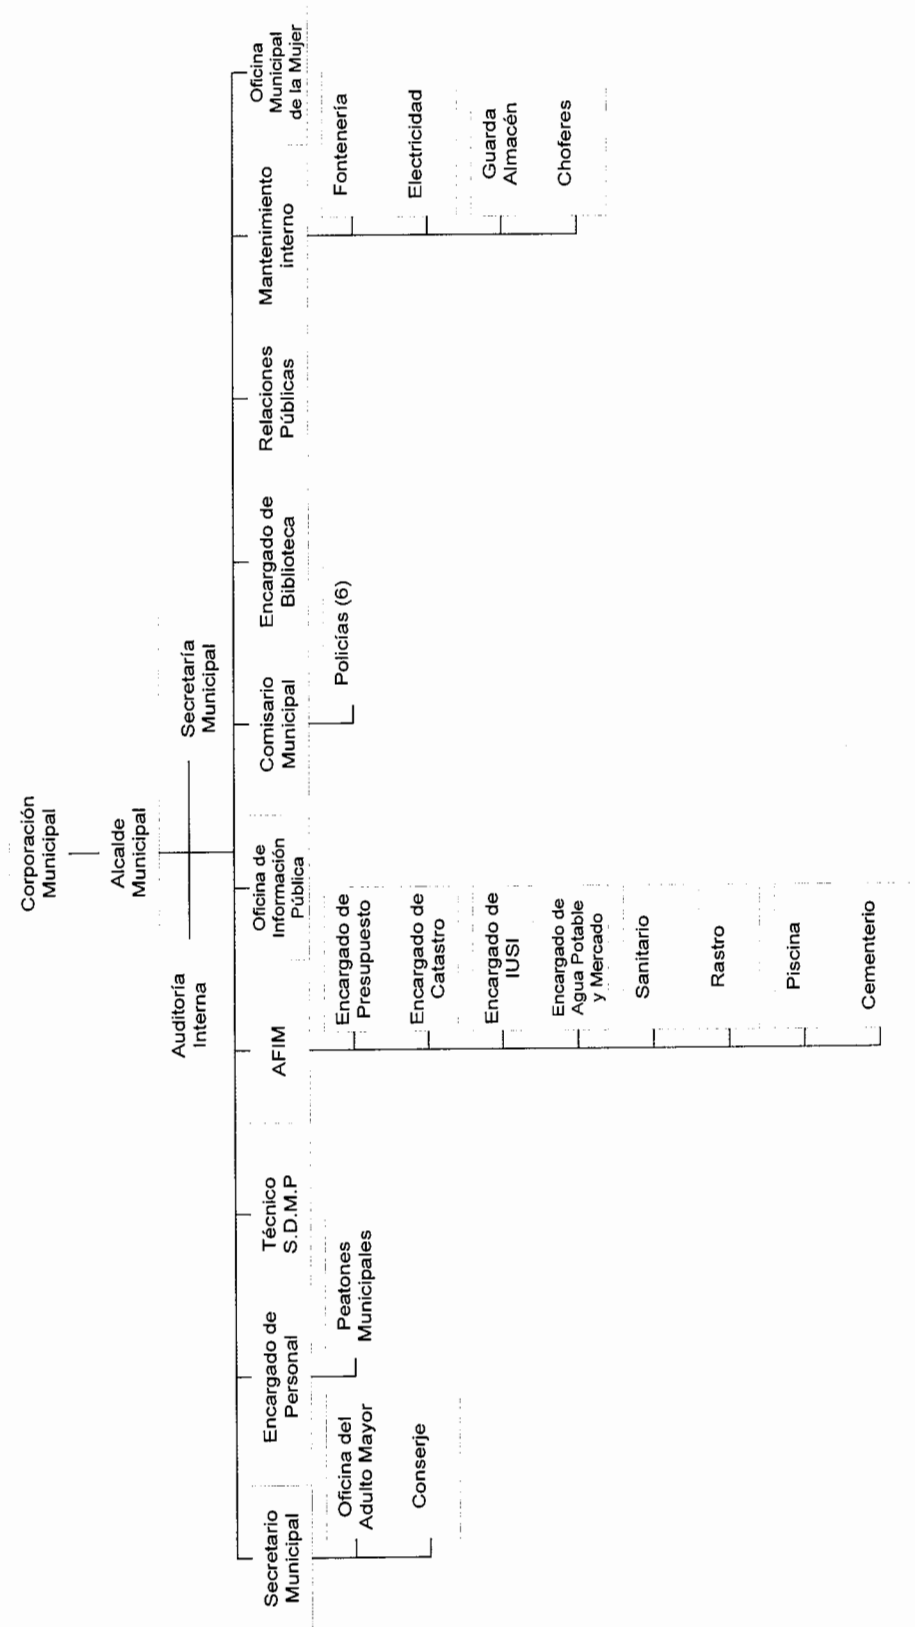 Corporación
Municipal
Alcalde
Municipal
Auditoría
Interna
Secretaría
Municipal
Secretario
Municipal
Encargado de
Personal
Técnico
S.D.M.P
AFIM
Oficina de
Información
Pública
Comisario
Municipal
Encargado de
Biblioteca
Relaciones
Públicas
Mantenimiento
interno
Oficina
Municipal
de la Mujer
Oficina del
Adulto Mayor
Conserje
Peatones
Municipales
Encargado de
Presupuesto
Encargado de
Catastro
Encargado de
IUSI
Encargado de
Agua Potable
y Mercado
Sanitario
Rastro
Piscina
Cementerio
Policías (6)
Fontenería
Electricidad
Guarda
Almacén
Choferes